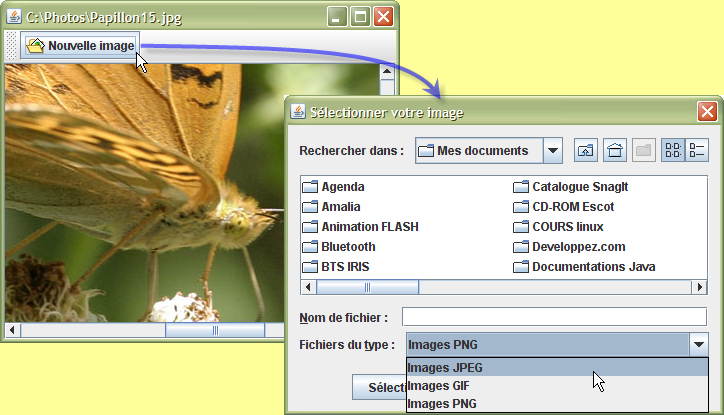 C:\Photos\Papillon15.jpg
Nouvelle image
Sélectionner votre image
Rechercher dans :
Mes documents
Agenda
Catalogue SnagIt
Amalia
CD-ROM Escot
Animation FLASH
COURS linux
Bluetooth
Developpez.com
BTS IRIS
Documentations Java
Nom de fichier :
Fichiers du type :
Images PNG
Images JPEG
Images GIF
Images PNG
Sélecti